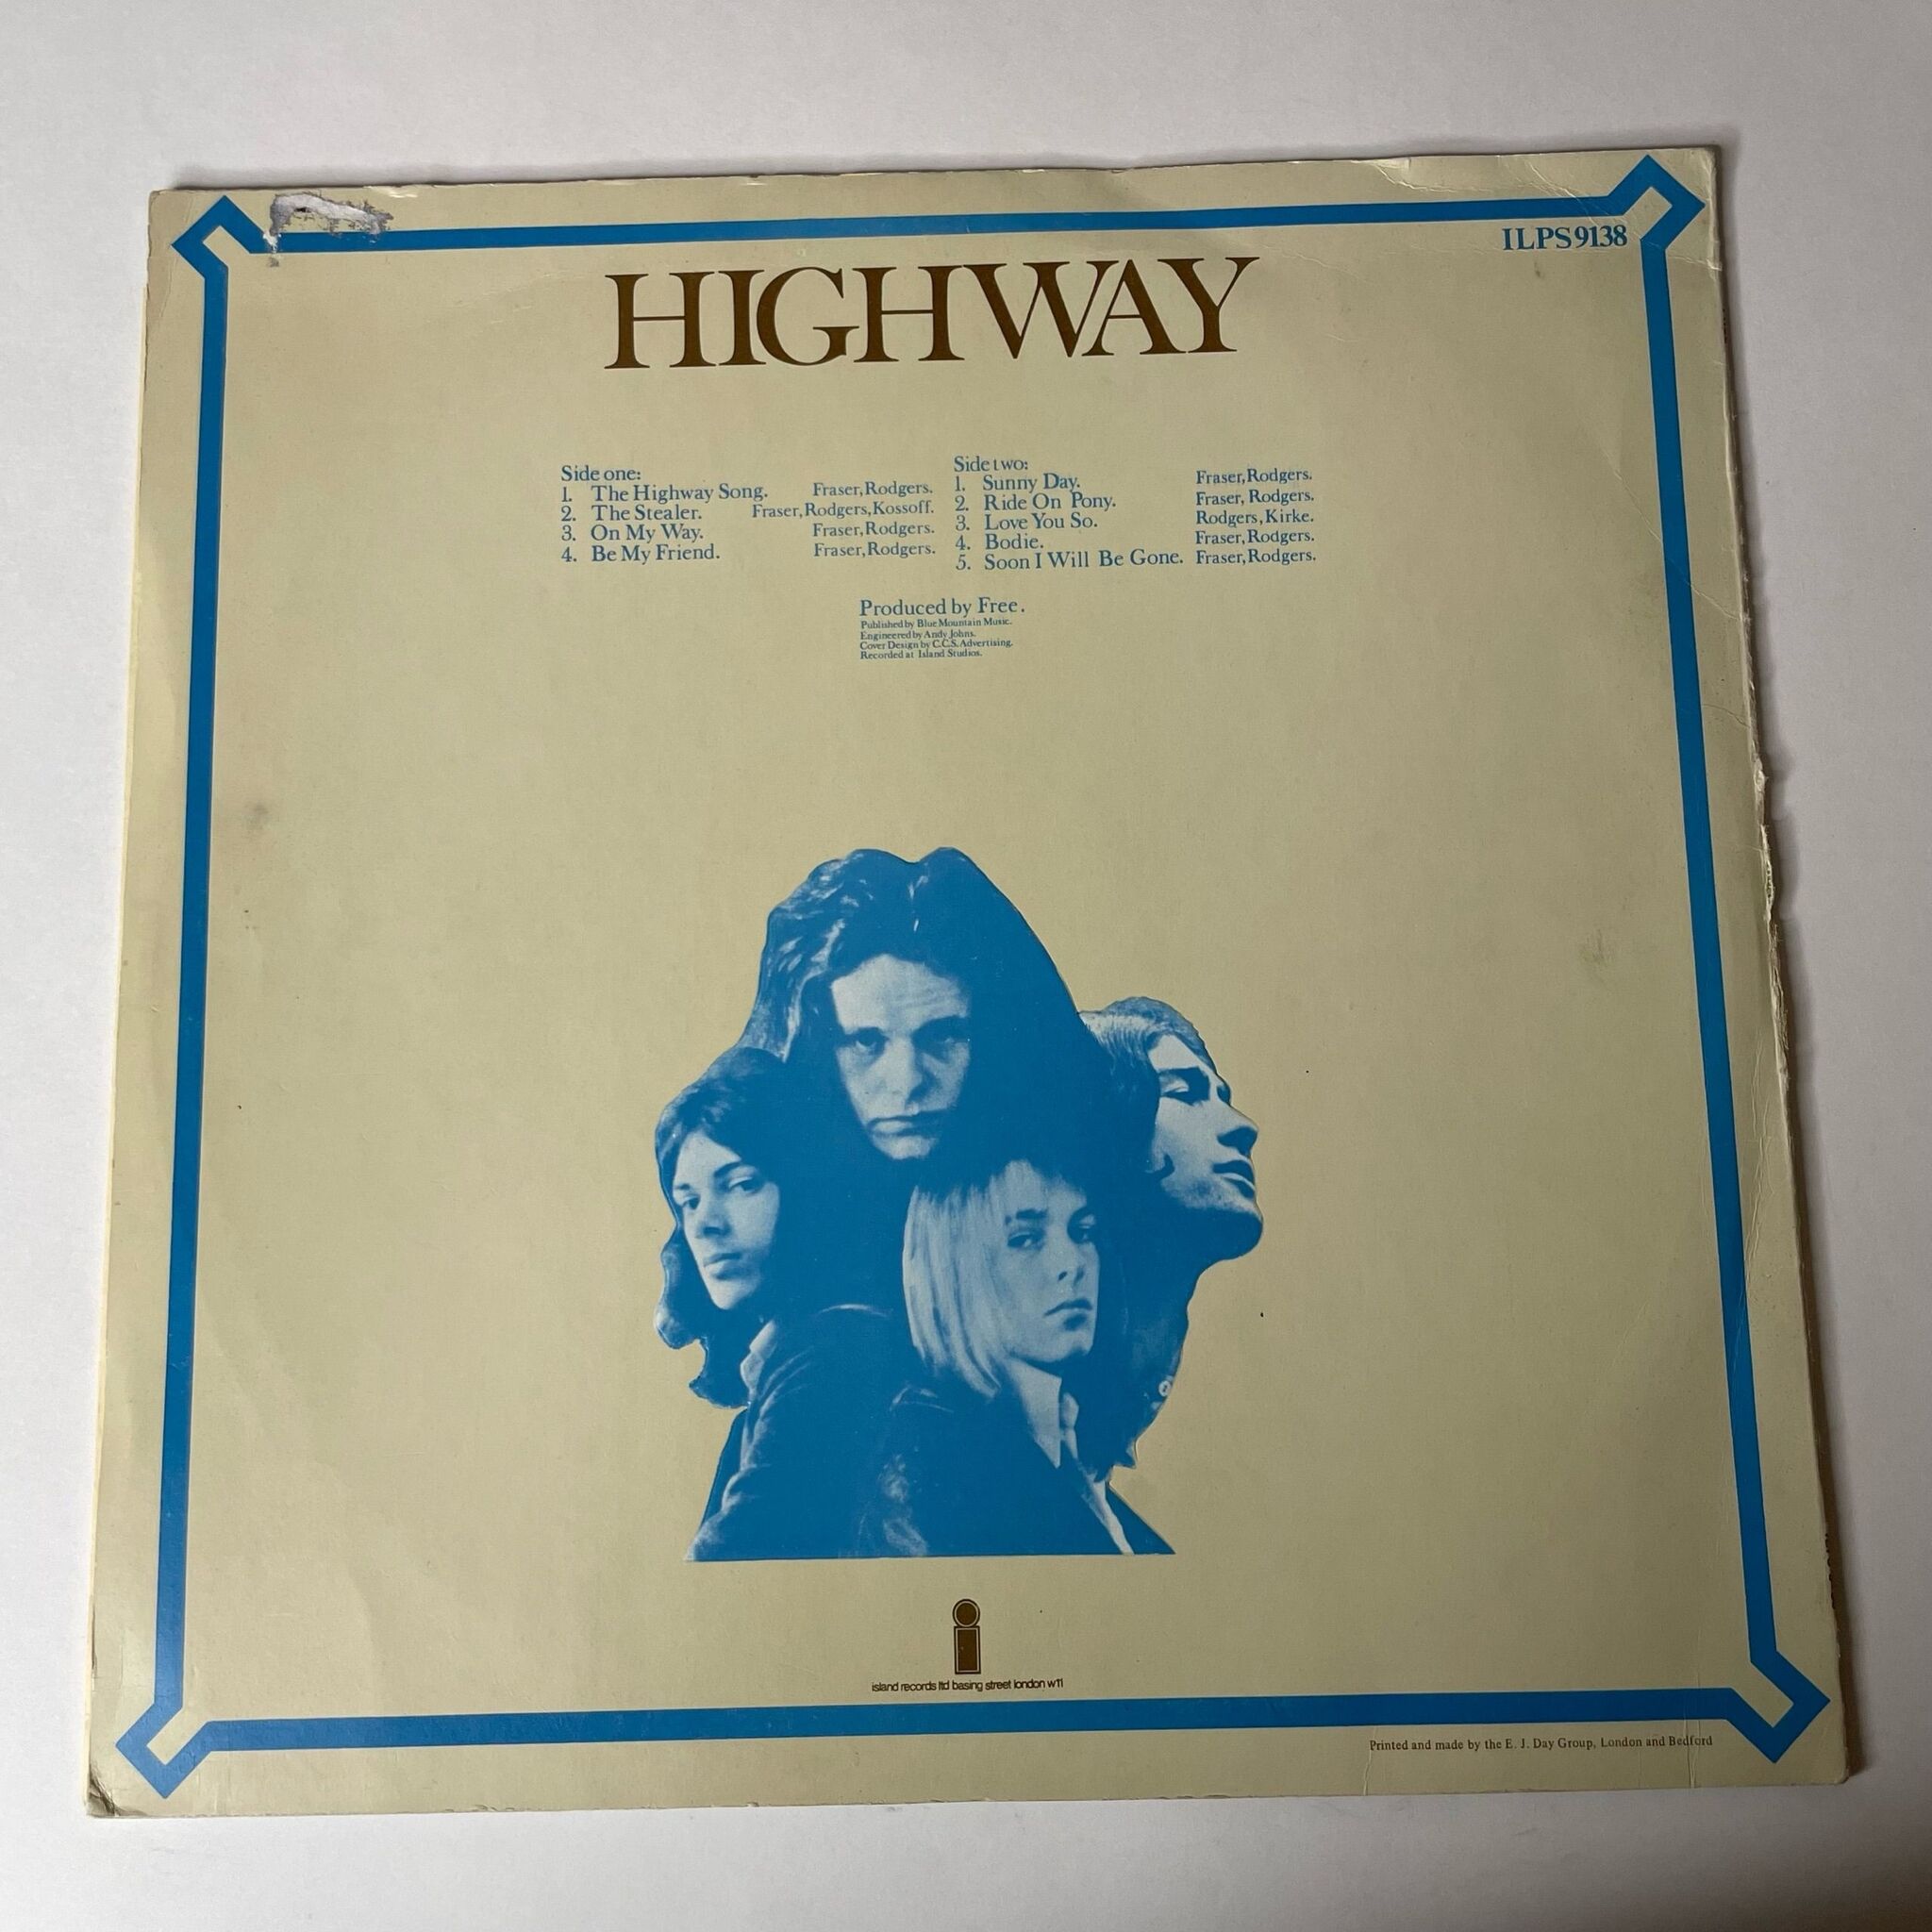 ILPS 9138
HIGHWAY
Side one:
1. The Highway Song. Fraser, Rodgers.
2. The Stealer. Fraser, Rodgers, Kossoff.
3. On My Way. Fraser, Rodgers.
4. Be My Friend. Fraser, Rodgers.
Side two:
1. Sunny Day. Fraser, Rodgers.
2. Ride On Pony. Fraser, Rodgers.
3. Love You So. Rodgers, Kirke.
4. Bodie. Fraser, Rodgers.
5. Soon I Will Be Gone. Fraser, Rodgers.
Produced by Free.
Published by Blue Mountain Music.
Engineered by Andy Johns.
Cover Design by C.C.S. Advertising.
Recorded at Island Studios.
i
island records ltd basing street london w11
Printed and made by the E. J. Day Group, London and Bedford